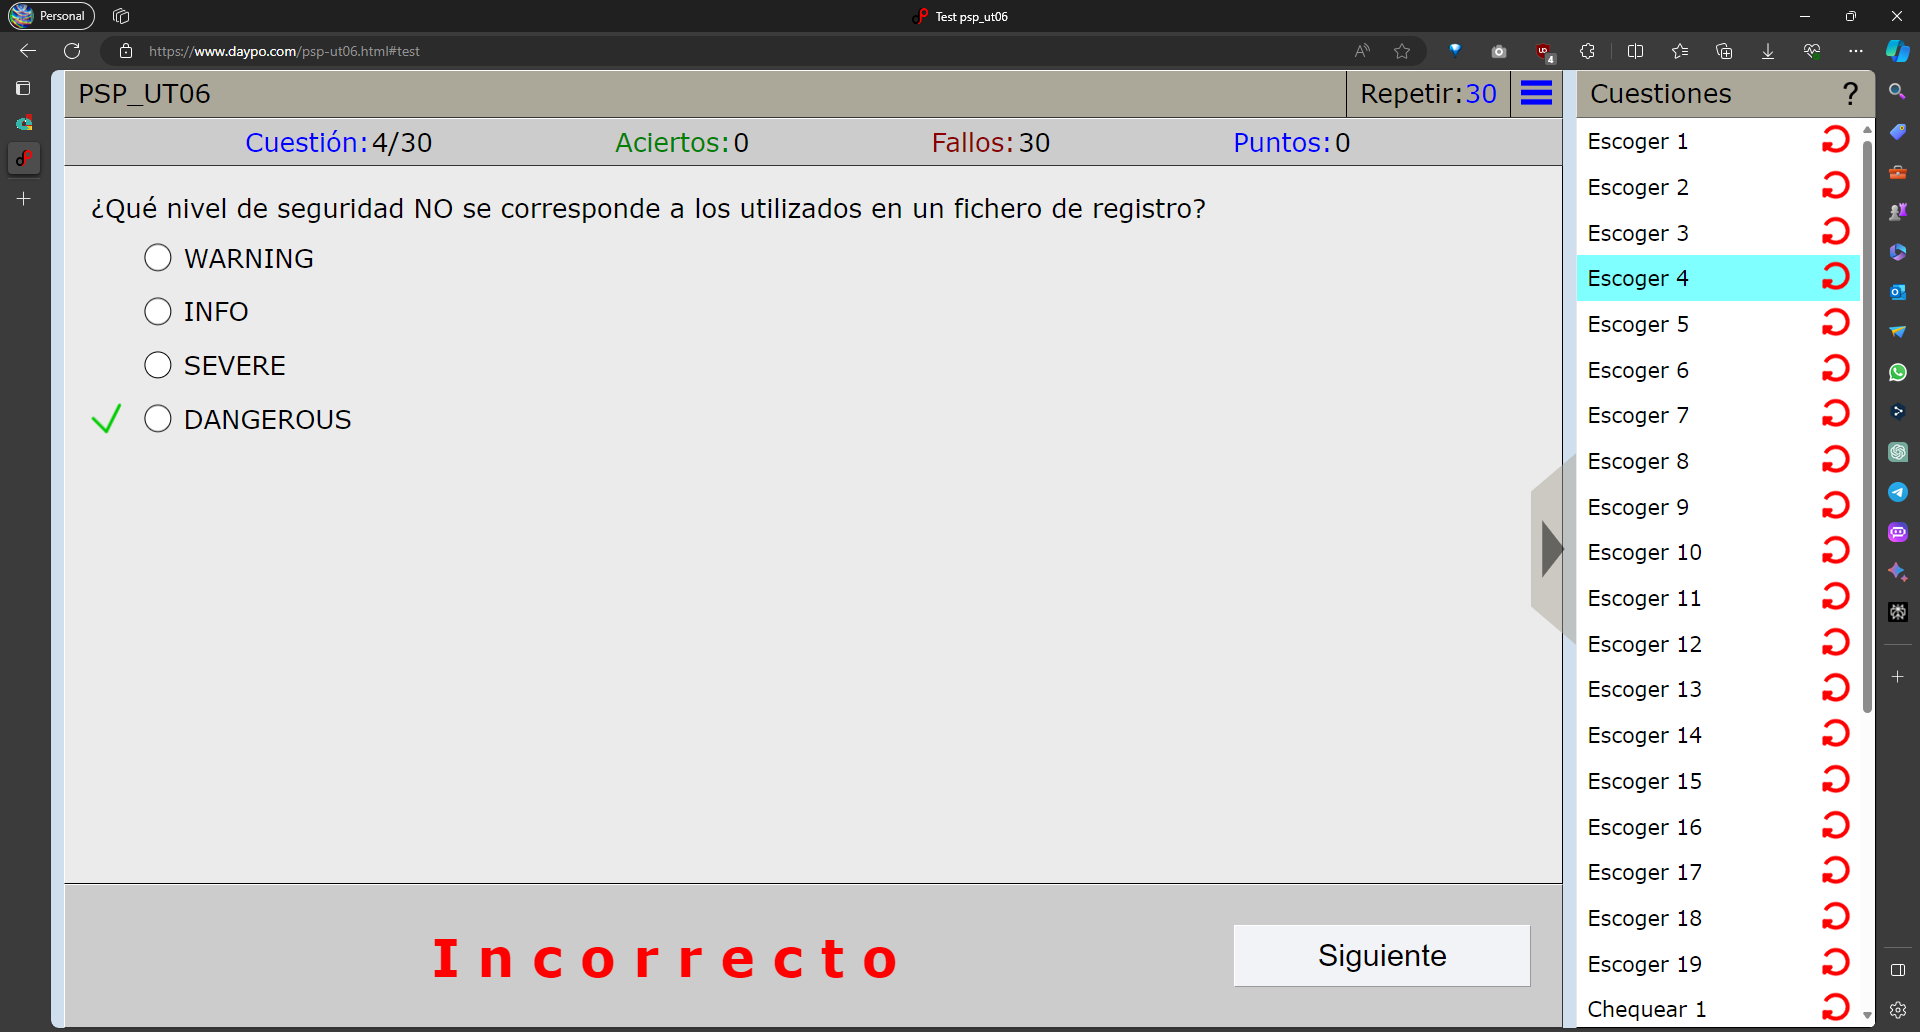 Personal
Test psp_ut06
https://www.daypo.com/psp-ut06.html#test
4
PSP_UT06
Repetir:30
Cuestiones
?
Cuestión:4/30
Aciertos:0
Fallos:30
Puntos:0
¿Qué nivel de seguridad NO se corresponde a los utilizados en un fichero de registro?
WARNING
INFO
SEVERE
DANGEROUS
Incorrecto
Siguiente
Escoger 1
Escoger 2
Escoger 3
Escoger 4
Escoger 5
Escoger 6
Escoger 7
Escoger 8
Escoger 9
Escoger 10
Escoger 11
Escoger 12
Escoger 13
Escoger 14
Escoger 15
Escoger 16
Escoger 17
Escoger 18
Escoger 19
Chequear 1